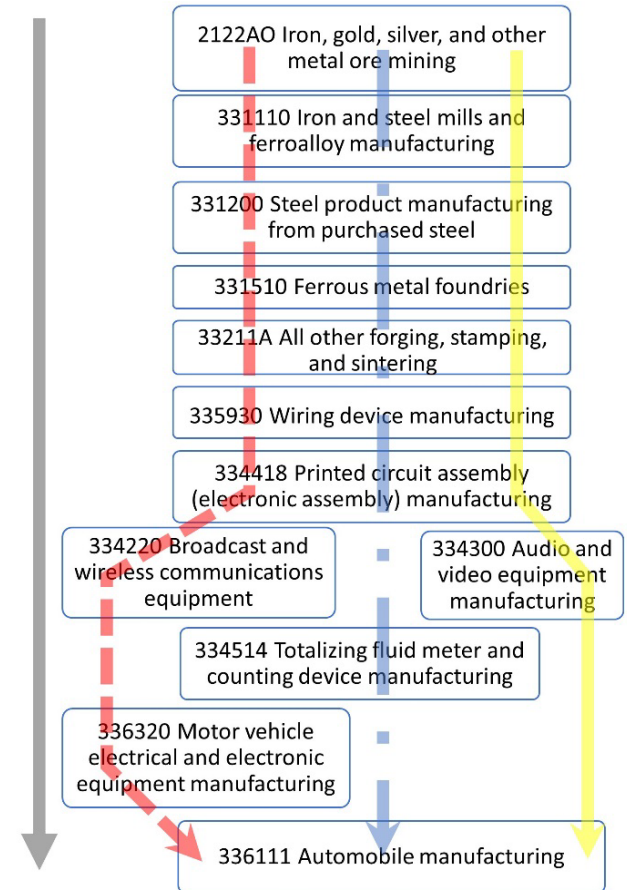 2122AO Iron, gold, silver, and other
metal ore mining
331110 Iron and steel mills and
ferroalloy manufacturing
331200 Steel product manufacturing
from purchased steel
331510 Ferrous metal foundries
33211A All other forging, stamping,
and sintering
335930 Wiring device manufacturing
334418 Printed circuit assembly
(electronic assembly) manufacturing
334220 Broadcast and
wireless communications
equipment
334300 Audio and
video equipment
manufacturing
334514 Totalizing fluid meter and
counting device manufacturing
336320 Motor vehicle
electrical and electronic
equipment manufacturing
336111 Automobile manufacturing